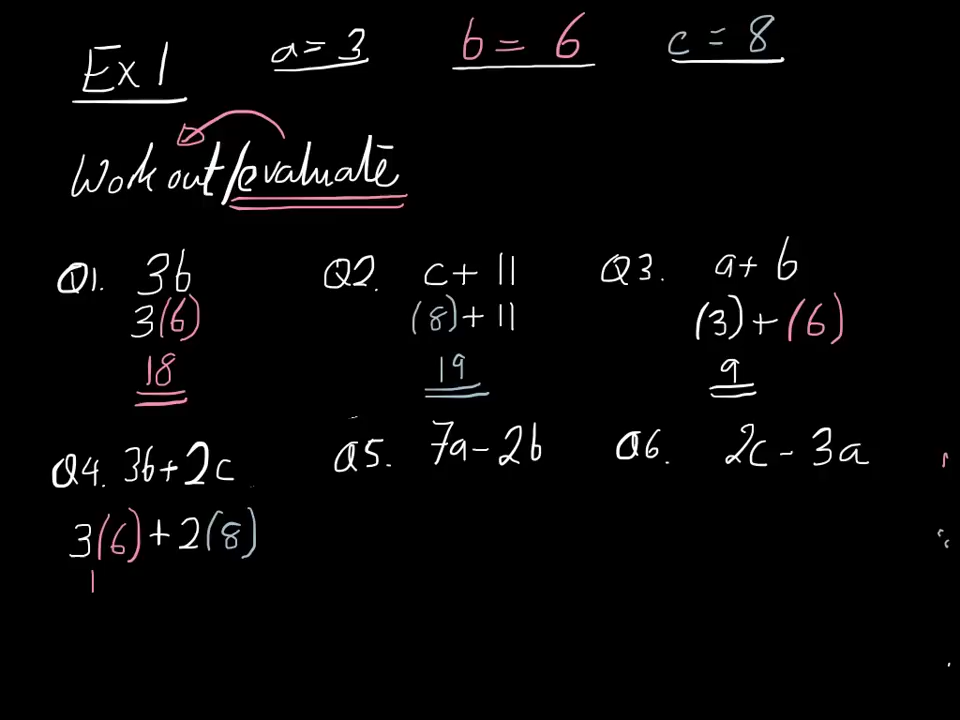 Ex 1 a = 3 b = 6 c = 8
Work out/evaluate
Q1. 3b Q2. c + 11 Q3. a + b
3(6) (8) + 11 (3) + (6)
18 19 9
Q4. 3b + 2c Q5. 7a - 2b Q6. 2c - 3a
3(6) + 2(8)
1